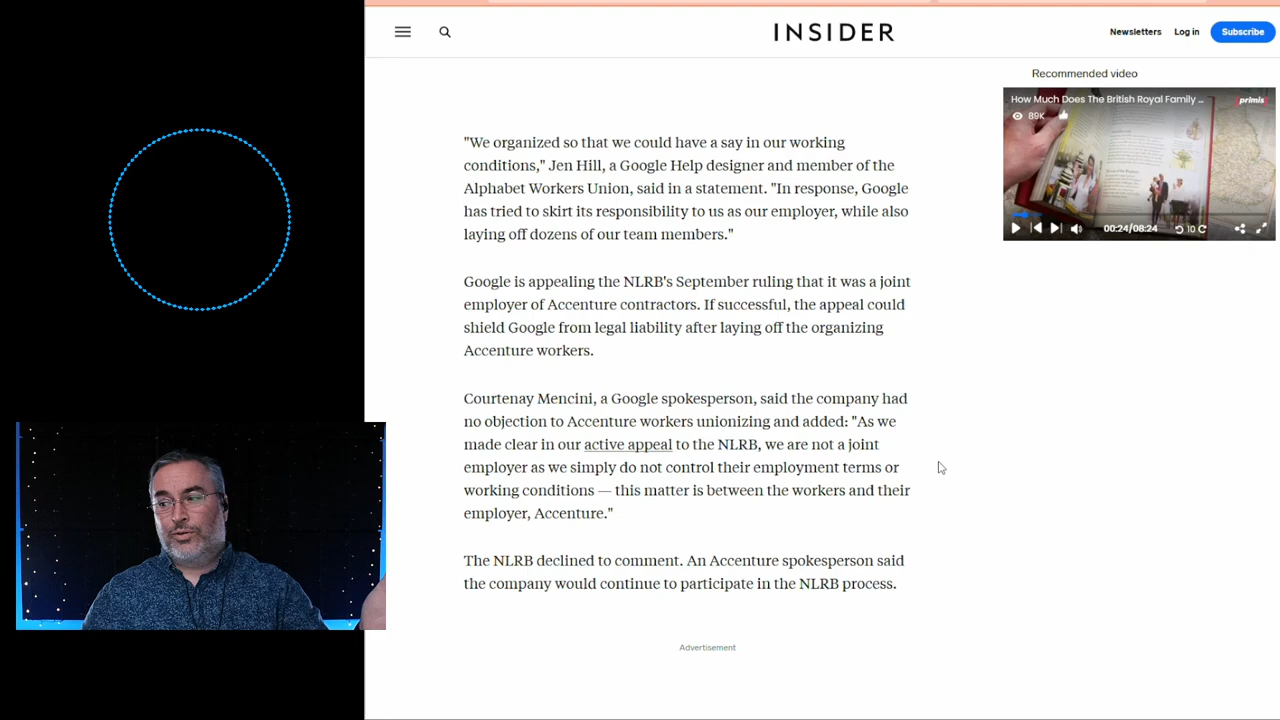 INSIDER
Newsletters
Log in
Subscribe
Recommended video
How Much Does The British Royal Family ...
primis
89K
00:24/08:24
10
"We organized so that we could have a say in our working
conditions," Jen Hill, a Google Help designer and member of the
Alphabet Workers Union, said in a statement. "In response, Google
has tried to skirt its responsibility to us as our employer, while also
laying off dozens of our team members."
Google is appealing the NLRB's September ruling that it was a joint
employer of Accenture contractors. If successful, the appeal could
shield Google from legal liability after laying off the organizing
Accenture workers.
Courtenay Mencini, a Google spokesperson, said the company had
no objection to Accenture workers unionizing and added: "As we
made clear in our active appeal to the NLRB, we are not a joint
employer as we simply do not control their employment terms or
working conditions — this matter is between the workers and their
employer, Accenture."
The NLRB declined to comment. An Accenture spokesperson said
the company would continue to participate in the NLRB process.
Advertisement